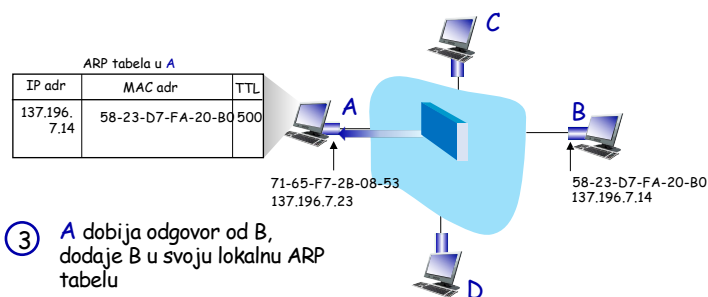 C
ARP tabela u A
IP adr MAC adr TTL
137.196.
7.14
58-23-D7-FA-20-B0 500
A
B
71-65-F7-2B-08-53
137.196.7.23
58-23-D7-FA-20-B0
137.196.7.14
3 A dobija odgovor od B,
dodaje B u svoju lokalnu ARP
tabelu
D